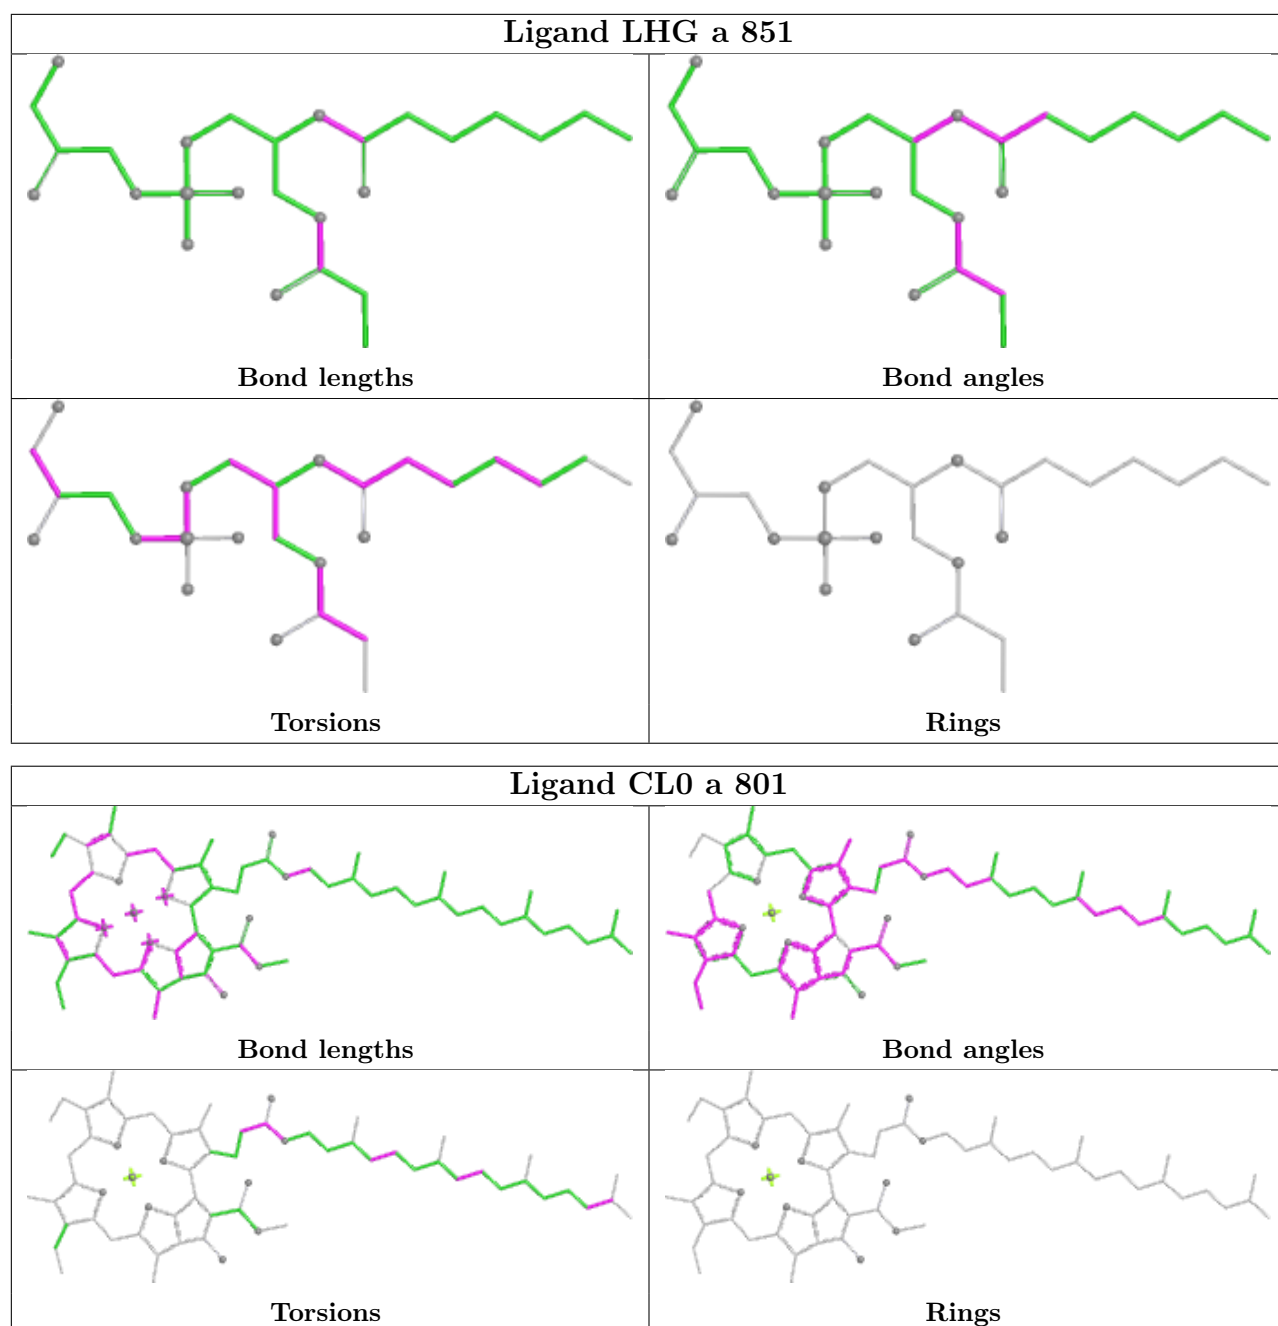 Ligand LHG a 851
Bond lengths
Bond angles
Torsions
Rings
Ligand CL0 a 801
Bond lengths
Bond angles
Torsions
Rings